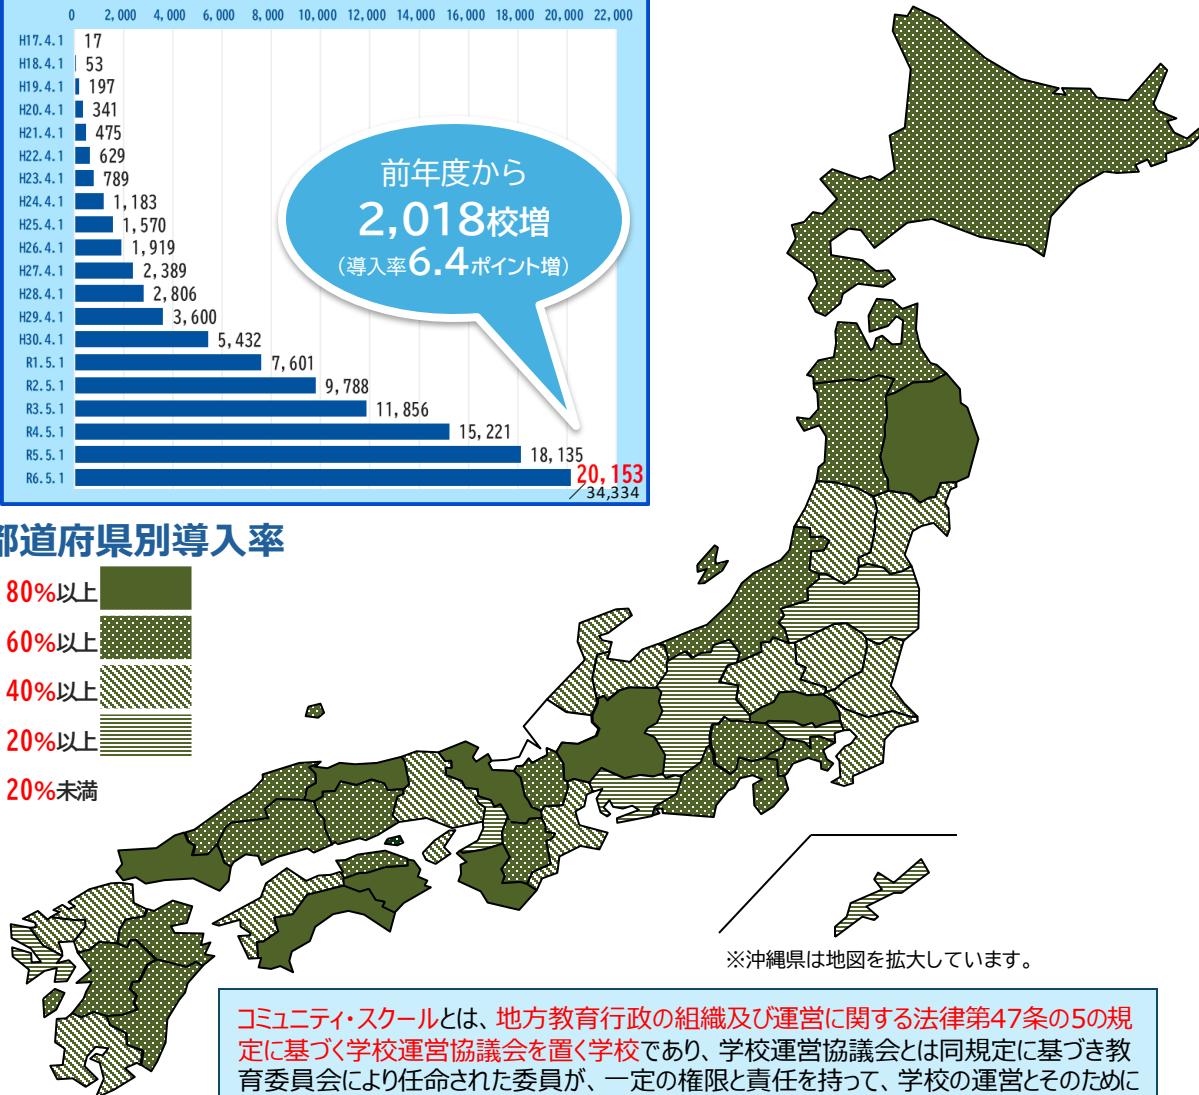 0 2,000 4,000 6,000 8,000 10,000 12,000 14,000 16,000 18,000 20,000 22,000
H17.4.1 17
H18.4.1 53
H19.4.1 197
H20.4.1 341
H21.4.1 475
H22.4.1 629
H23.4.1 789
H24.4.1 1,183
H25.4.1 1,570
H26.4.1 1,919
H27.4.1 2,389
H28.4.1 2,806
H29.4.1 3,600
H30.4.1 5,432
R1.5.1 7,601
R2.5.1 9,788
R3.5.1 11,856
R4.5.1 15,221
R5.5.1 18,135
R6.5.1 20,153
34,334
前年度から
2,018校増
(導入率6.4ポイント増)
都道府県別導入率
80%以上
60%以上
40%以上
20%以上
20%未満
※沖縄県は地図を拡大しています。
コミュニティ・スクールとは、地方教育行政の組織及び運営に関する法律第47条の5の規
定に基づく学校運営協議会を置く学校であり、学校運営協議会とは同規定に基づき教
育委員会により任命された委員が、一定の権限と責任を持って、学校の運営とそのために